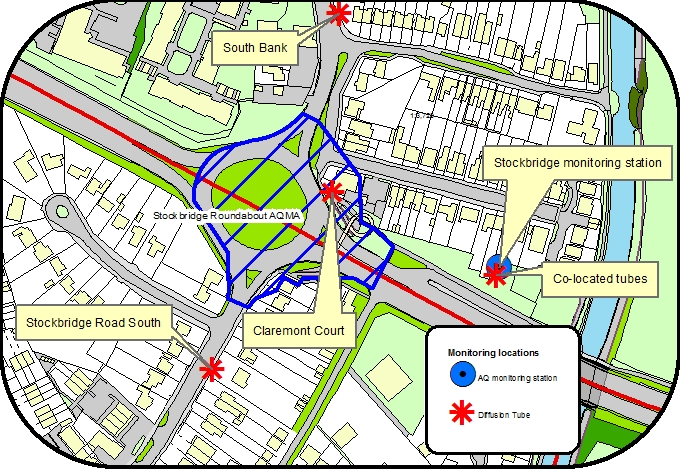 South Bank
Stockbridge monitoring station
Stockbridge Roundabout AQMA
Co-located tubes
Stockbridge Road South
Claremont Court
Monitoring locations
AQ monitoring station
Diffusion Tube